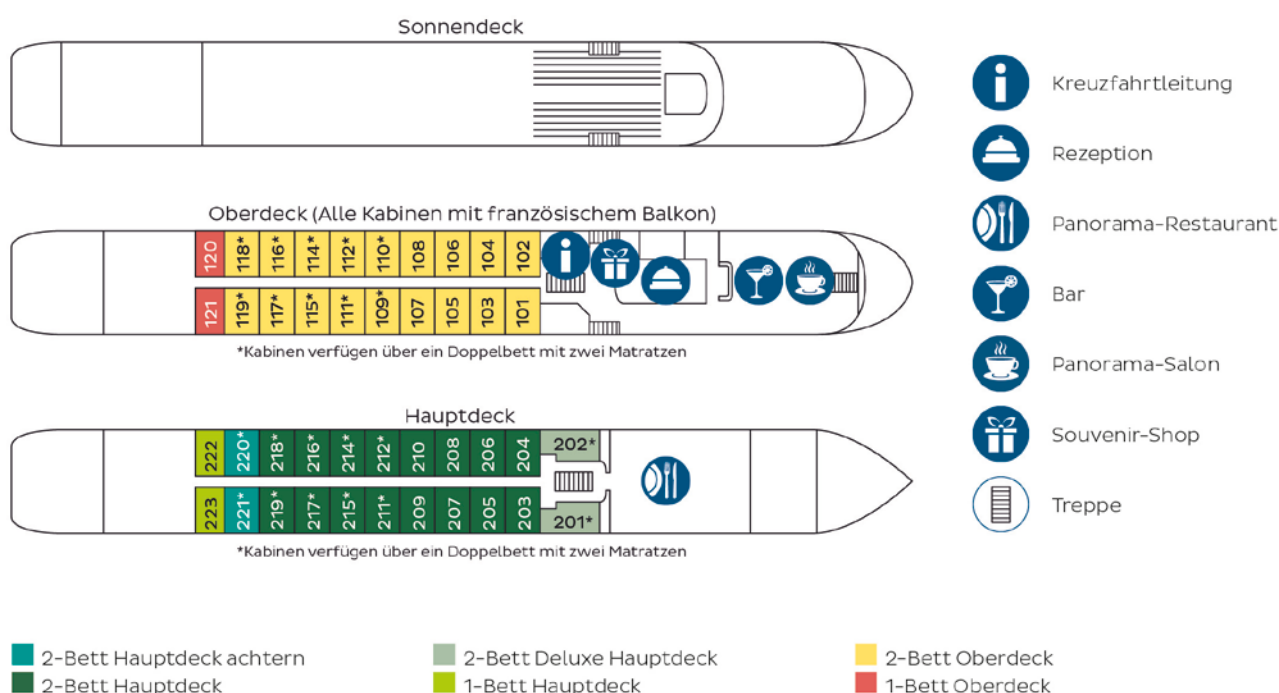 Sonnendeck
Kreuzfahrtleitung
Rezeption
Panorama-Restaurant
Bar
Panorama-Salon
Souvenir-Shop
Treppe
Oberdeck (Alle Kabinen mit französischem Balkon)
120 118* 116* 114* 112* 110* 108 106 104 102
121 119* 117* 115* 111* 109* 107 105 103 101
*Kabinen verfügen über ein Doppelbett mit zwei Matratzen
Hauptdeck
222 220* 218* 216* 214* 212* 210 208 206 204 202*
223 221* 219* 217* 215* 211* 209 207 205 203 201*
*Kabinen verfügen über ein Doppelbett mit zwei Matratzen
2-Bett Hauptdeck achtern
2-Bett Hauptdeck
2-Bett Deluxe Hauptdeck
1-Bett Hauptdeck
2-Bett Oberdeck
1-Bett Oberdeck